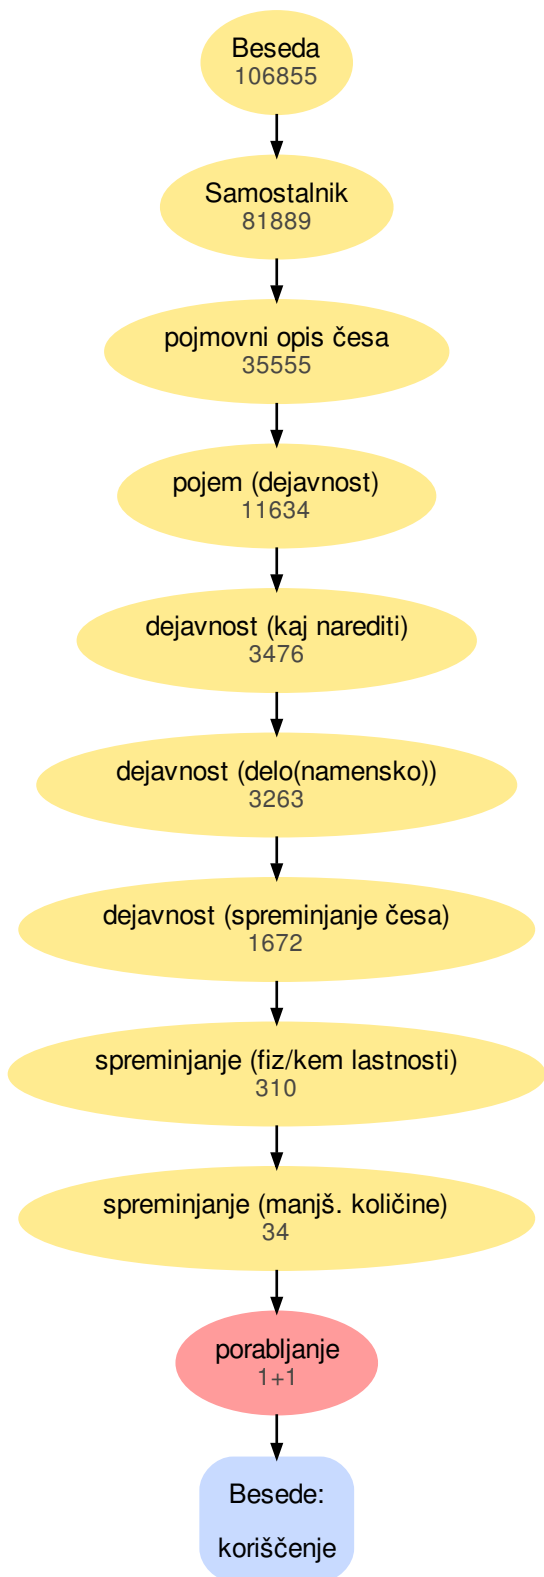 Beseda
106855
Samostalnik
81889
pojmovni opis česa
35555
pojem (dejavnost)
11634
dejavnost (kaj narediti)
3476
dejavnost (delo(namensko))
3263
dejavnost (spreminjanje česa)
1672
spreminjanje (fiz/kem lastnosti)
310
spreminjanje (manjš. količine)
34
porabljanje
1+1
Besede:
koriščenje